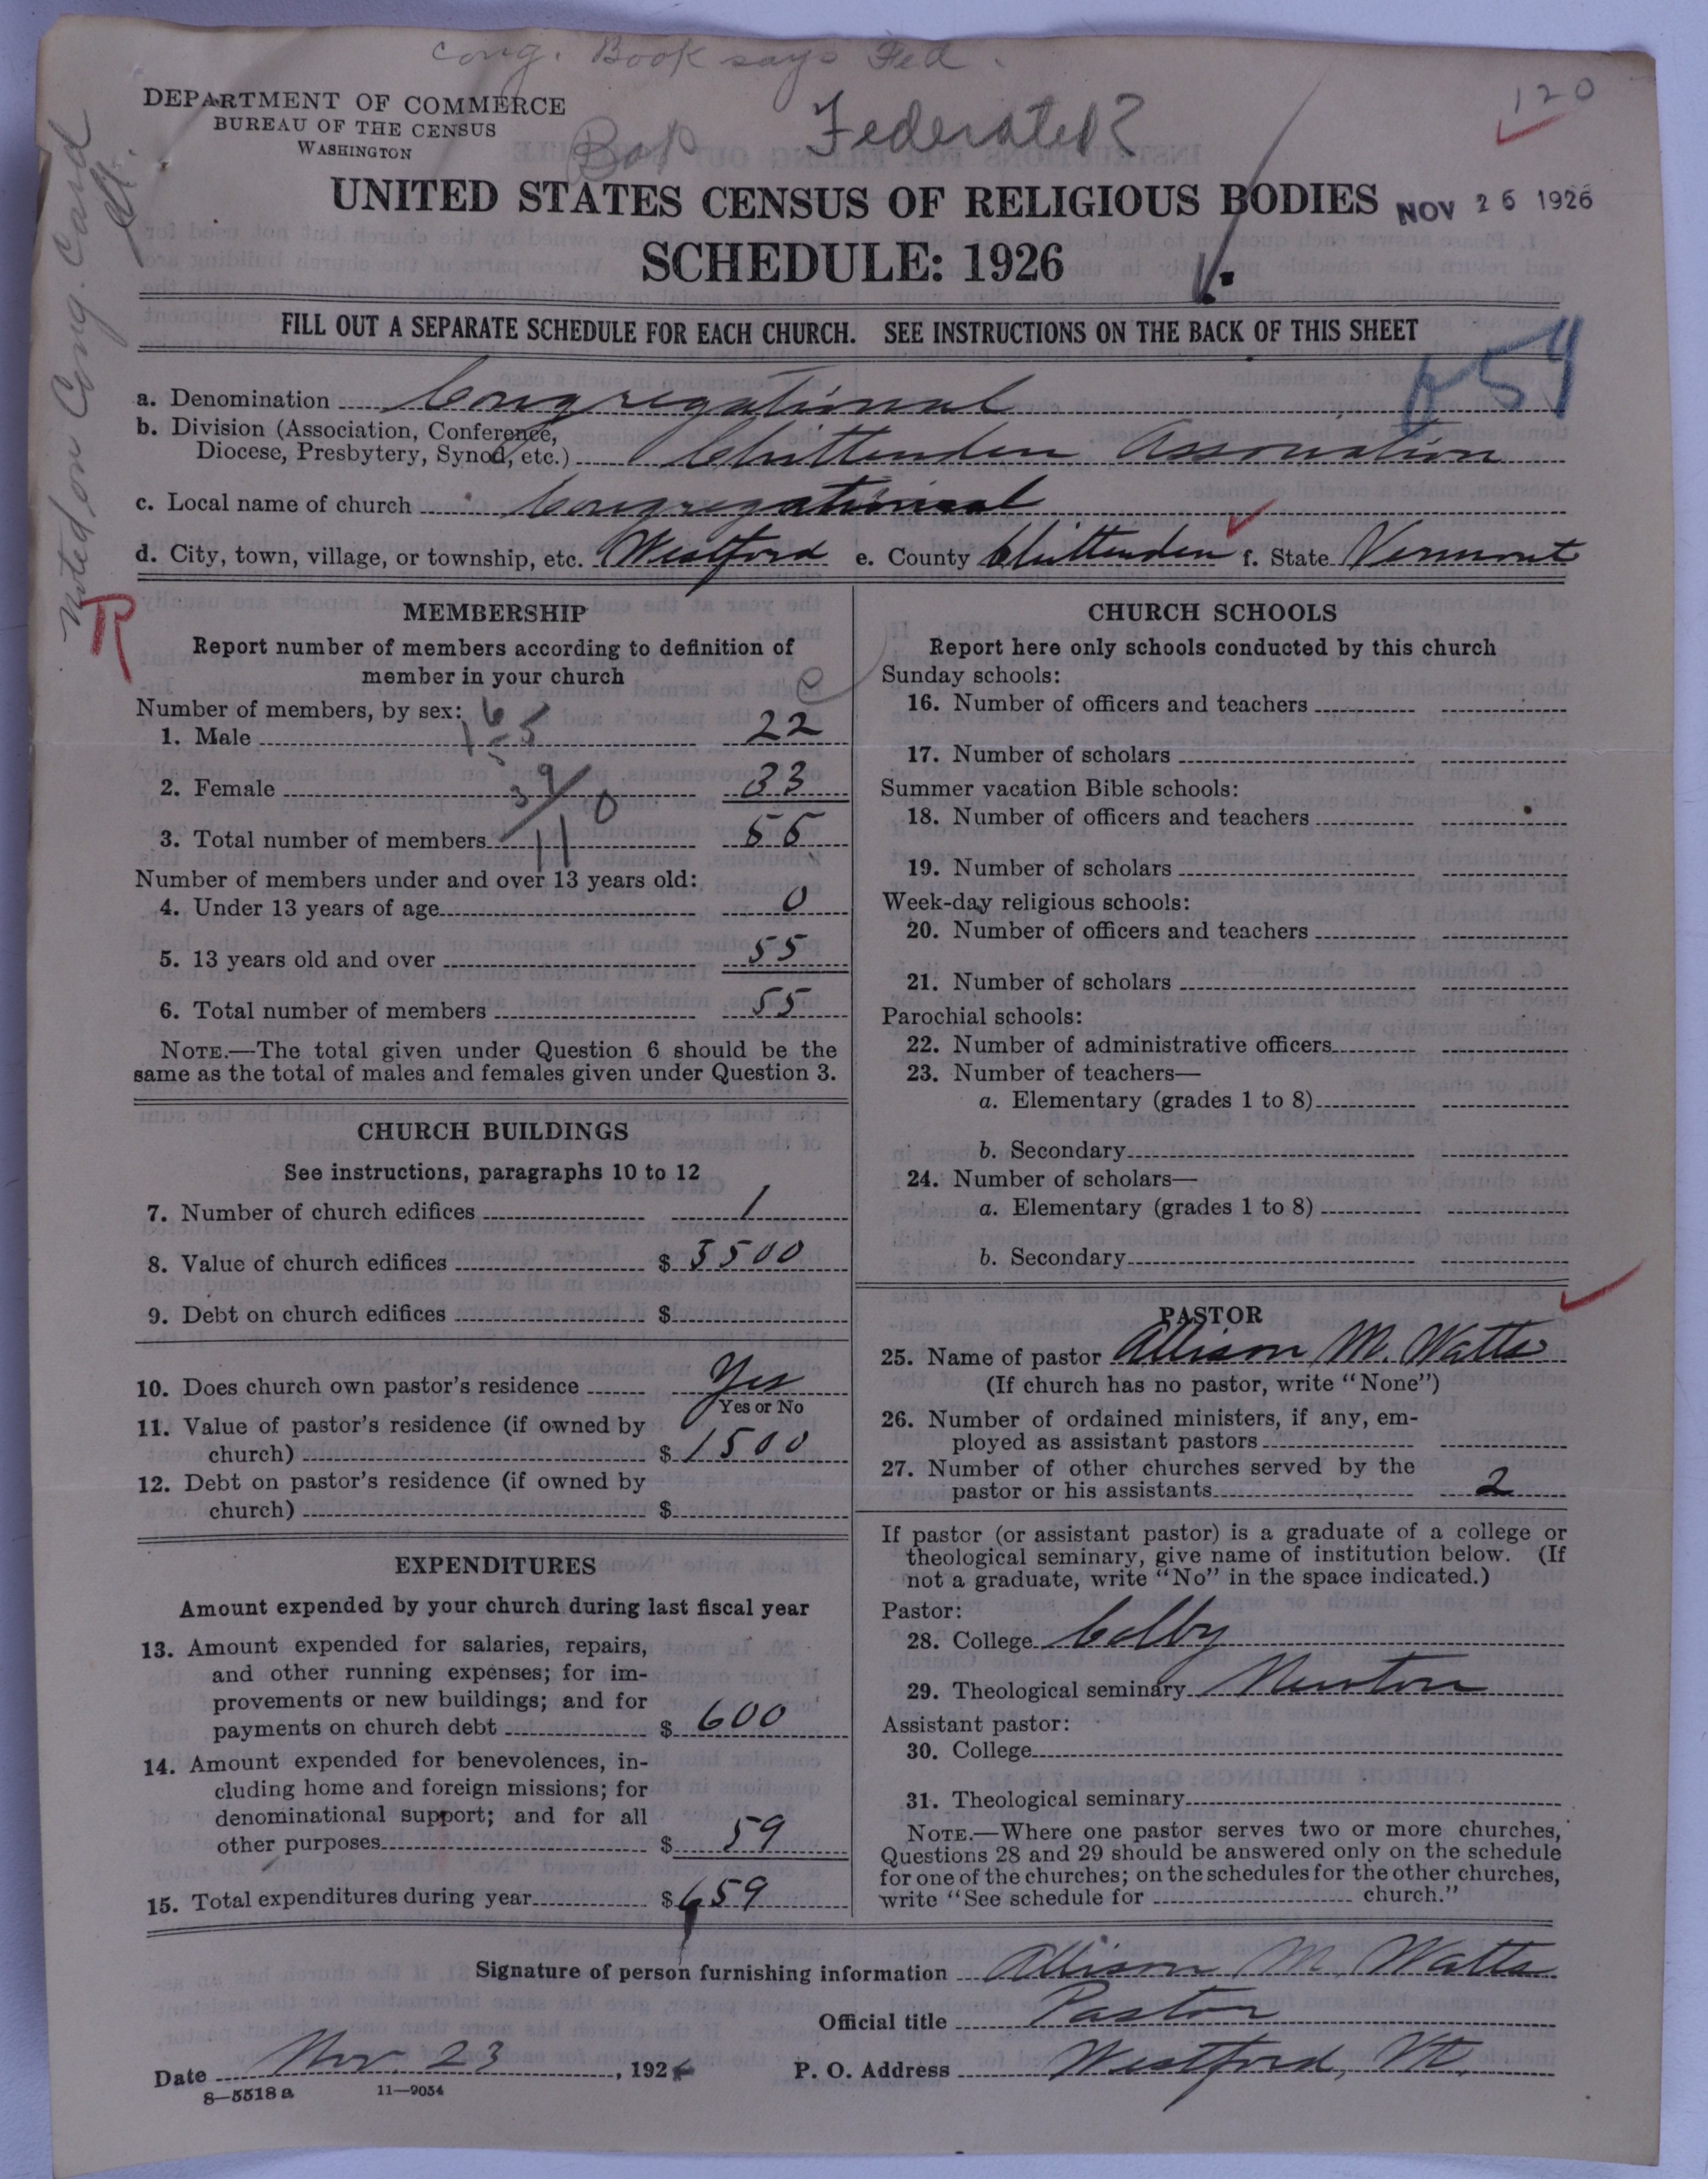 Cong. Book says Fed.
120
DEPARTMENT OF COMMERCE
BUREAU OF THE CENSUS
WASHINGTON
Federated?
UNITED STATES CENSUS OF RELIGIOUS BODIES
NOV 26 1926
SCHEDULE: 1926
FILL OUT A SEPARATE SCHEDULE FOR EACH CHURCH. SEE INSTRUCTIONS ON THE BACK OF THIS SHEET
Noted on Cong. Card
R
a. Denomination Congregational
b. Division (Association, Conference,
Diocese, Presbytery, Synod, etc.) Chittenden Association
c. Local name of church Congregational
d. City, town, village, or township, etc. Westford e. County Chittenden f. State Vermont
MEMBERSHIP
Report number of members according to definition of
member in your church
Number of members, by sex:
1. Male 22
2. Female 33
3. Total number of members 55
Number of members under and over 13 years old:
4. Under 13 years of age 0
5. 13 years old and over 55
6. Total number of members 55
NOTE.—The total given under Question 6 should be the
same as the total of males and females given under Question 3.
CHURCH BUILDINGS
See instructions, paragraphs 10 to 12
7. Number of church edifices 1
8. Value of church edifices $ 3500
9. Debt on church edifices $
10. Does church own pastor's residence Yes
Yes or No
11. Value of pastor's residence (if owned by
church) $ 1500
12. Debt on pastor's residence (if owned by
church) $
EXPENDITURES
Amount expended by your church during last fiscal year
13. Amount expended for salaries, repairs,
and other running expenses; for im-
provements or new buildings; and for
payments on church debt $ 600
14. Amount expended for benevolences, in-
cluding home and foreign missions; for
denominational support; and for all
other purposes $ 59
15. Total expenditures during year $ 659
CHURCH SCHOOLS
Report here only schools conducted by this church
Sunday schools:
16. Number of officers and teachers
17. Number of scholars
Summer vacation Bible schools:
18. Number of officers and teachers
19. Number of scholars
Week-day religious schools:
20. Number of officers and teachers
21. Number of scholars
Parochial schools:
22. Number of administrative officers
23. Number of teachers—
a. Elementary (grades 1 to 8)
b. Secondary
24. Number of scholars—
a. Elementary (grades 1 to 8)
b. Secondary
PASTOR
25. Name of pastor Allison M. Watts
(If church has no pastor, write "None")
26. Number of ordained ministers, if any, em-
ployed as assistant pastors
27. Number of other churches served by the
pastor or his assistants 2
If pastor (or assistant pastor) is a graduate of a college or
theological seminary, give name of institution below. (If
not a graduate, write "No" in the space indicated.)
Pastor:
28. College Colby
29. Theological seminary Newton
Assistant pastor:
30. College
31. Theological seminary
NOTE.—Where one pastor serves two or more churches,
Questions 28 and 29 should be answered only on the schedule
for one of the churches; on the schedules for the other churches,
write "See schedule for church."
Signature of person furnishing information Allison M. Watts
Official title Pastor
Date Nov. 23, 1926 P. O. Address Westford, Vt.
8—5518a 11—9054